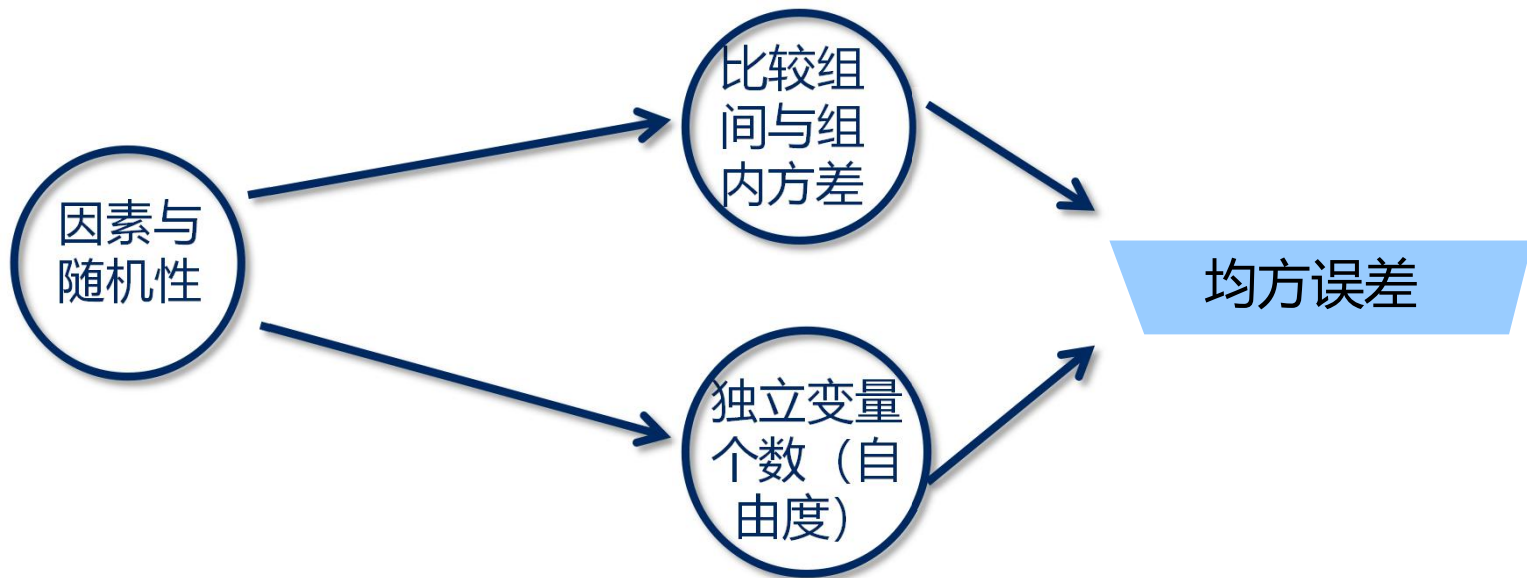 因素与
随机性
比较组
间与组
内方差
独立变量
个数（自
由度）
均方误差